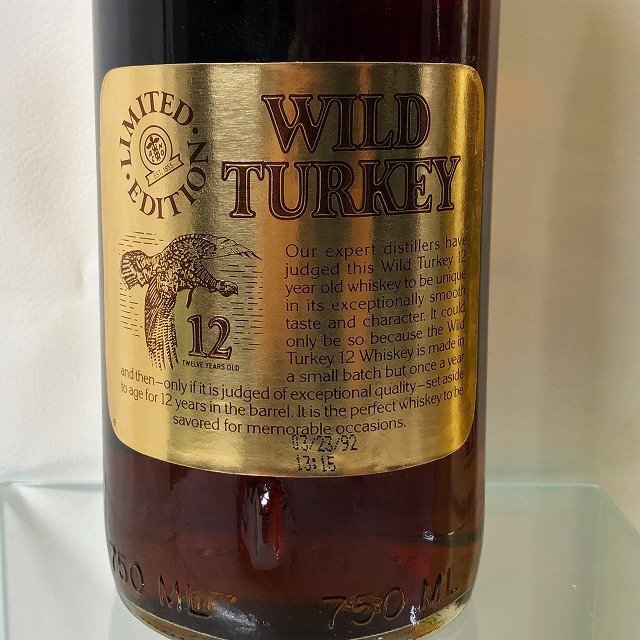 LIMITED · EDITION ·
WILD
TURKEY
Our expert distillers have
judged this Wild Turkey 12
year old whiskey to be unique
in its exceptionally smooth
taste and character. It could
only be so because the Wild
Turkey 12 Whiskey is made in
a small batch but once a year
12
TWELVE YEARS OLD
and then—only if it is judged of exceptional quality—set aside
to age for 12 years in the barrel. It is the perfect whiskey to be
savored for memorable occasions.
03/23/92
13:15
750 ML
750 ML